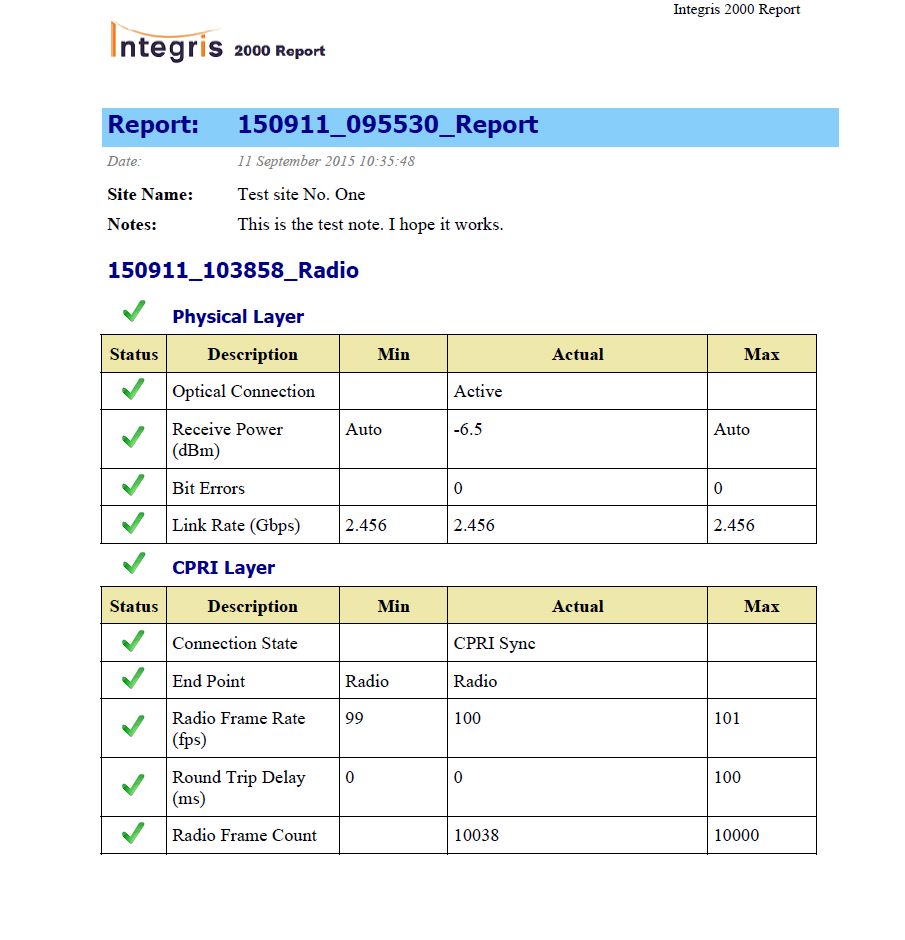 Integris 2000 Report
Integris 2000 Report
Report: 150911_095530_Report
Date: 11 September 2015 10:35:48
Site Name: Test site No. One
Notes: This is the test note. I hope it works.
150911_103858_Radio
Physical Layer
Status Description Min Actual Max
Optical Connection Active
Receive Power Auto -6.5 Auto
(dBm)
Bit Errors 0 0
Link Rate (Gbps) 2.456 2.456 2.456
CPRI Layer
Status Description Min Actual Max
Connection State CPRI Sync
End Point Radio Radio
Radio Frame Rate 99 100 101
(fps)
Round Trip Delay 0 0 100
(ms)
Radio Frame Count 10038 10000